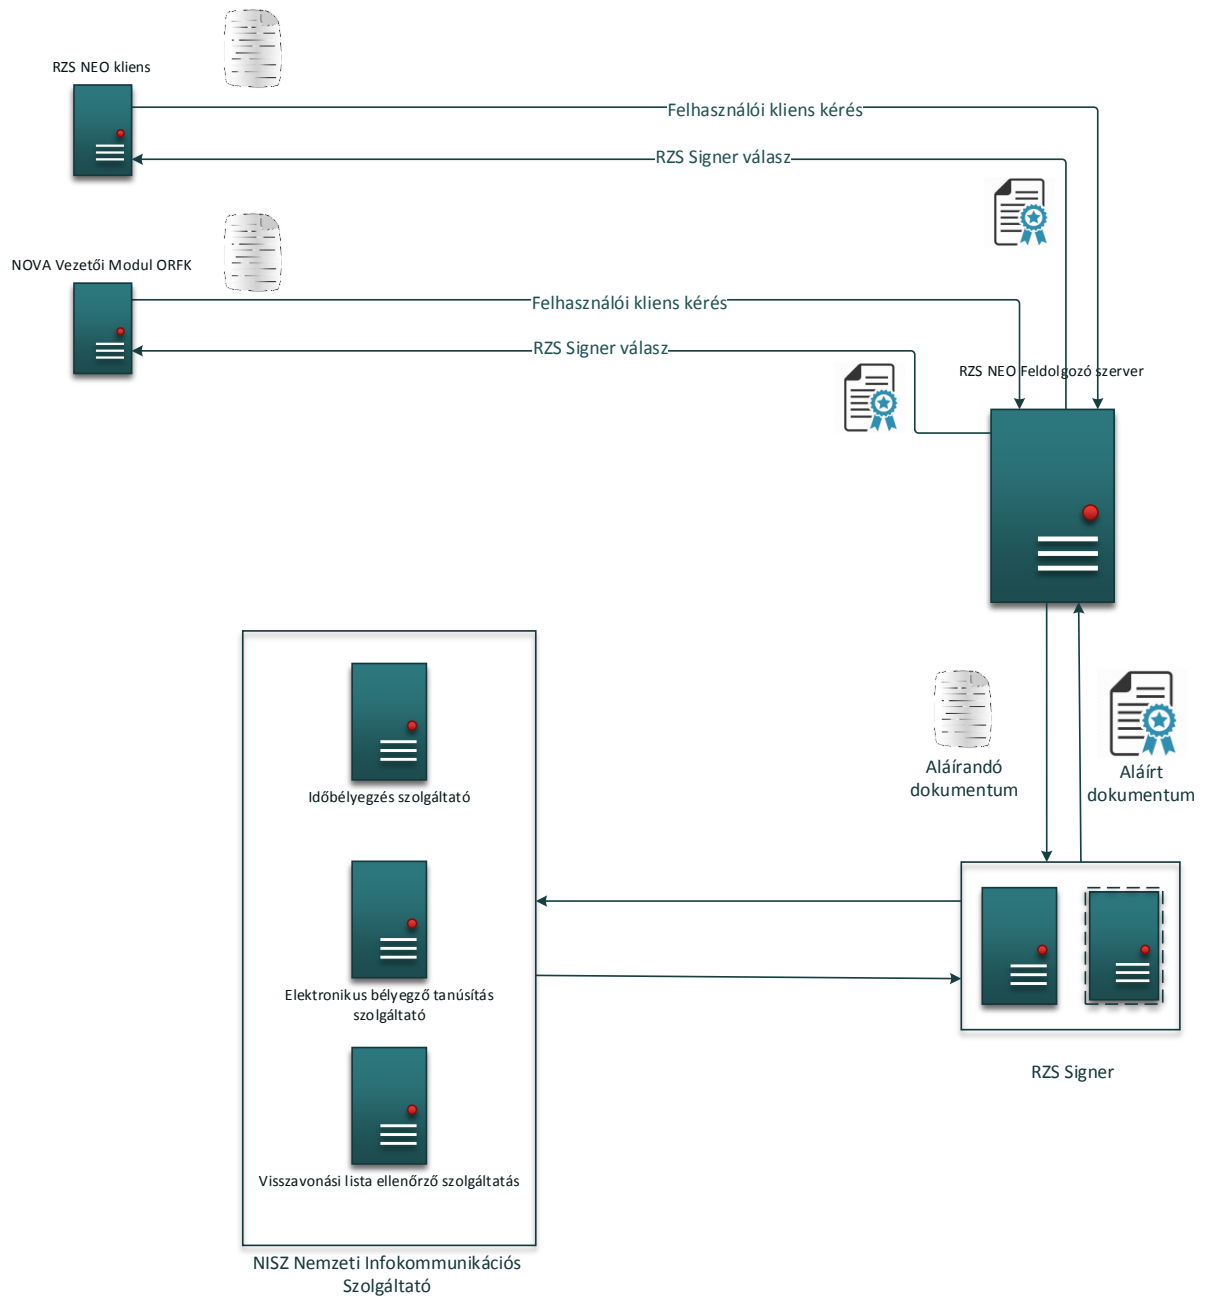 RZS NEO kliens
Felhasználói kliens kérés
RZS Signer válasz
NOVA Vezetői Modul ORFK
Felhasználói kliens kérés
RZS Signer válasz
RZS NEO Feldolgozó szerver
Aláírandó
dokumentum
Aláírt
dokumentum
Időbélyegzés szolgáltató
Elektronikus bélyegző tanúsítás
szolgáltató
RZS Signer
Visszavonási lista ellenőrző szolgáltatás
NISZ Nemzeti Infokommunikációs
Szolgáltató